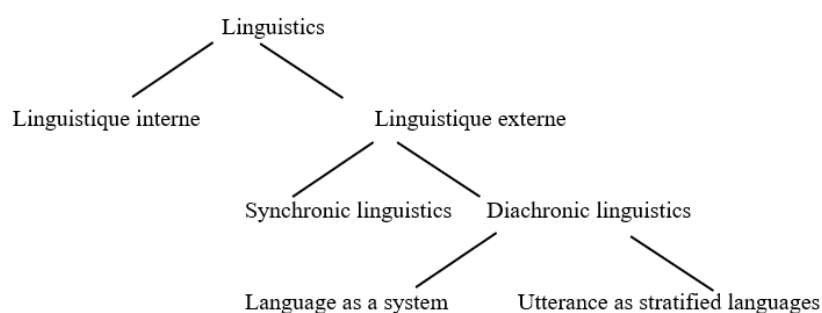 Linguistics
Linguistique interne Linguistique externe
Synchronic linguistics Diachronic linguistics
Language as a system Utterance as stratified languages